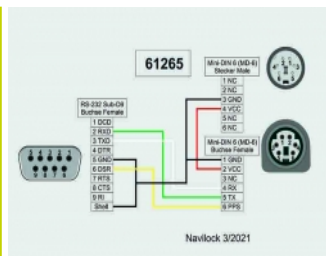 61265
Mini-DIN 6 (MD-6)
Stecker Male
1 NC
2 NC
3 GND
4 VCC
5 NC
6 NC
RS-232 Sub-D9
Buchse Female
1 DCD
2 RXD
3 TXD
4 DTR
5 GND
6 DSR
7 RTS
8 CTS
9 RI
Shell
Mini-DIN 6 (MD-6)
Buchse Female
1 GND
2 VCC
3 NC
4 RX
5 TX
6 PPS
Navilock 3/2021